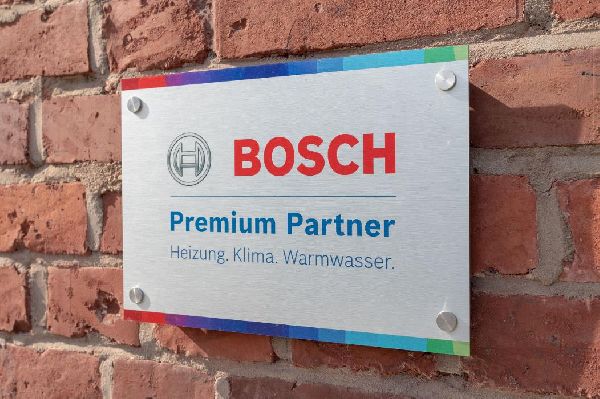 BOSCH
Premium Partner
Heizung. Klima. Warmwasser.